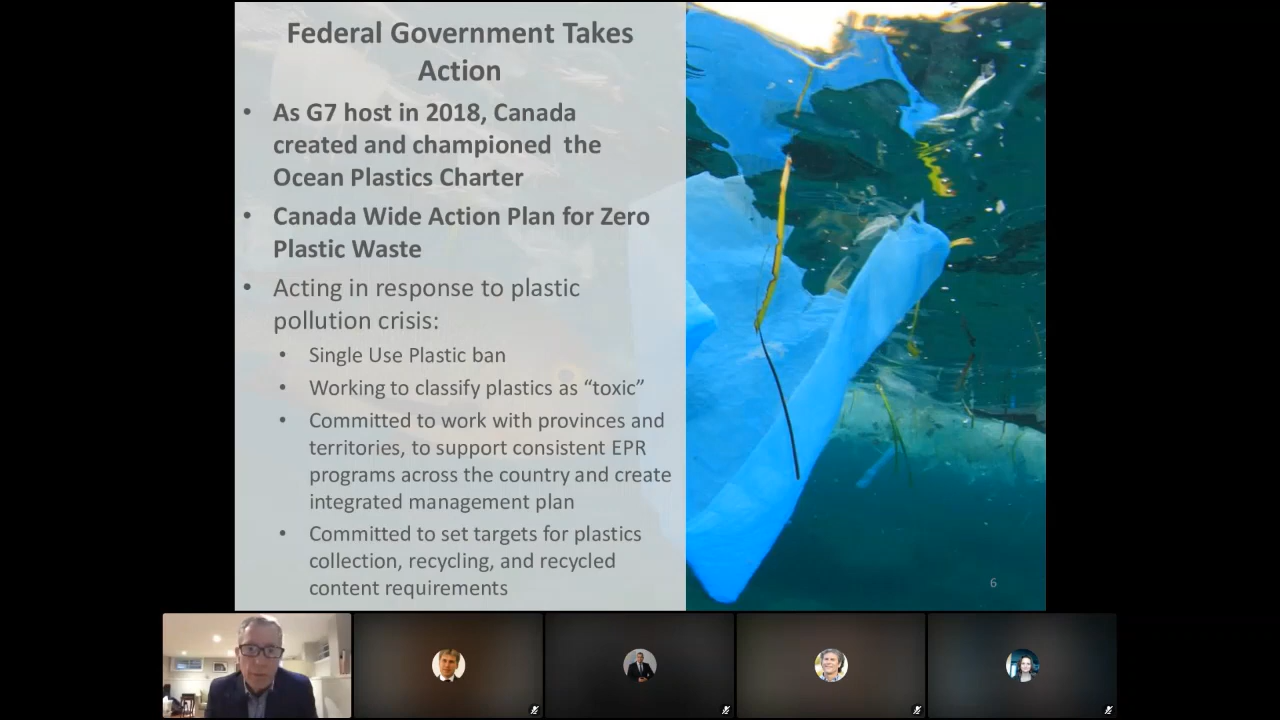 Federal Government Takes
Action
• As G7 host in 2018, Canada
created and championed the
Ocean Plastics Charter
• Canada Wide Action Plan for Zero
Plastic Waste
• Acting in response to plastic
pollution crisis:
• Single Use Plastic ban
• Working to classify plastics as “toxic”
• Committed to work with provinces and
territories, to support consistent EPR
programs across the country and create
integrated management plan
• Committed to set targets for plastics
collection, recycling, and recycled
content requirements
6